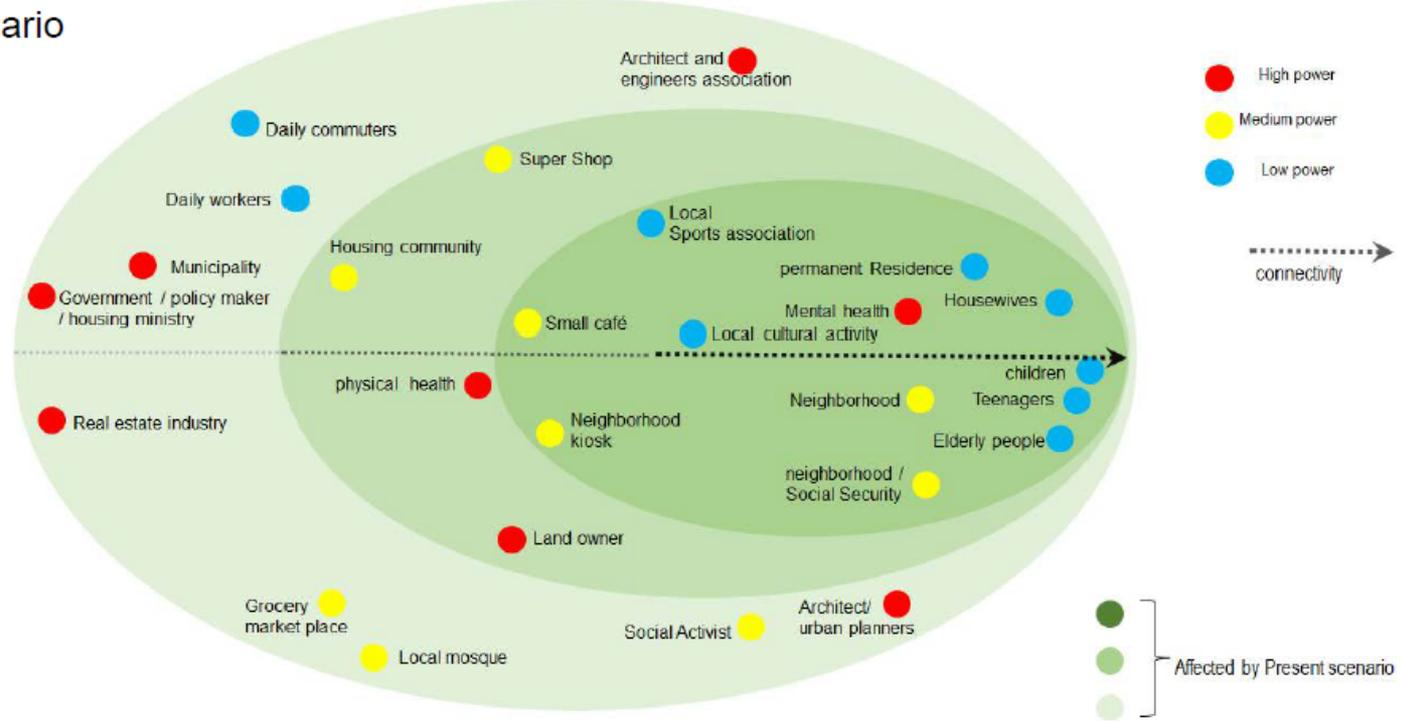 ario
Architect and
engineers association
High power
Medium power
Low power
connectivity
Daily commuters
Super Shop
Daily workers
Local
Sports association
Housing community
Municipality
permanent Residence
Government / policy maker
/ housing ministry
Housewives
Mental health
Small café
Local cultural activity
children
physical health
Neighborhood
Teenagers
Real estate industry
Neighborhood
kiosk
Elderly people
neighborhood /
Social Security
Land owner
Grocery
market place
Architect/
urban planners
Social Activist
Local mosque
Affected by Present scenario